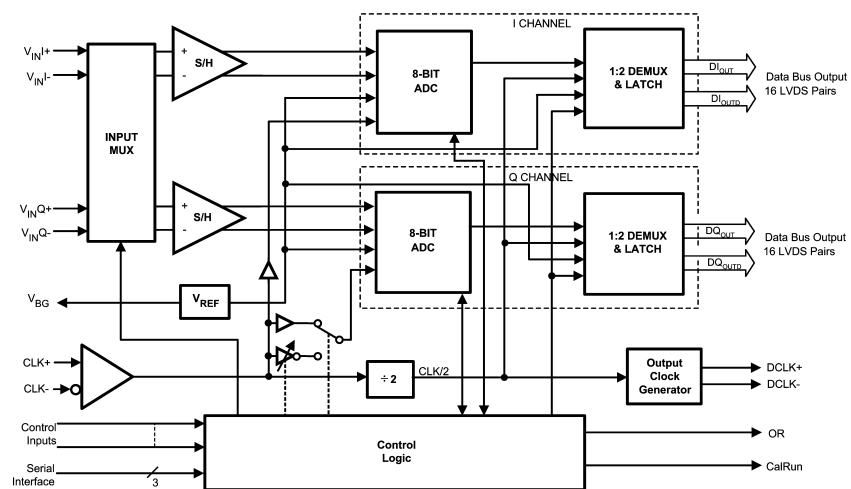 I CHANNEL
V_IN I+
V_IN I-
INPUT
MUX
+
S/H
-
8-BIT
ADC
1:2 DEMUX
& LATCH
DI_OUT
DI_OUTD
Data Bus Output
16 LVDS Pairs
Q CHANNEL
V_IN Q+
V_IN Q-
+
S/H
-
8-BIT
ADC
1:2 DEMUX
& LATCH
DQ_OUT
DQ_OUTD
Data Bus Output
16 LVDS Pairs
V_BG
V_REF
CLK+
CLK-
÷ 2
CLK/2
Output
Clock
Generator
DCLK+
DCLK-
Control
Inputs
Serial
Interface
3
Control
Logic
OR
CalRun